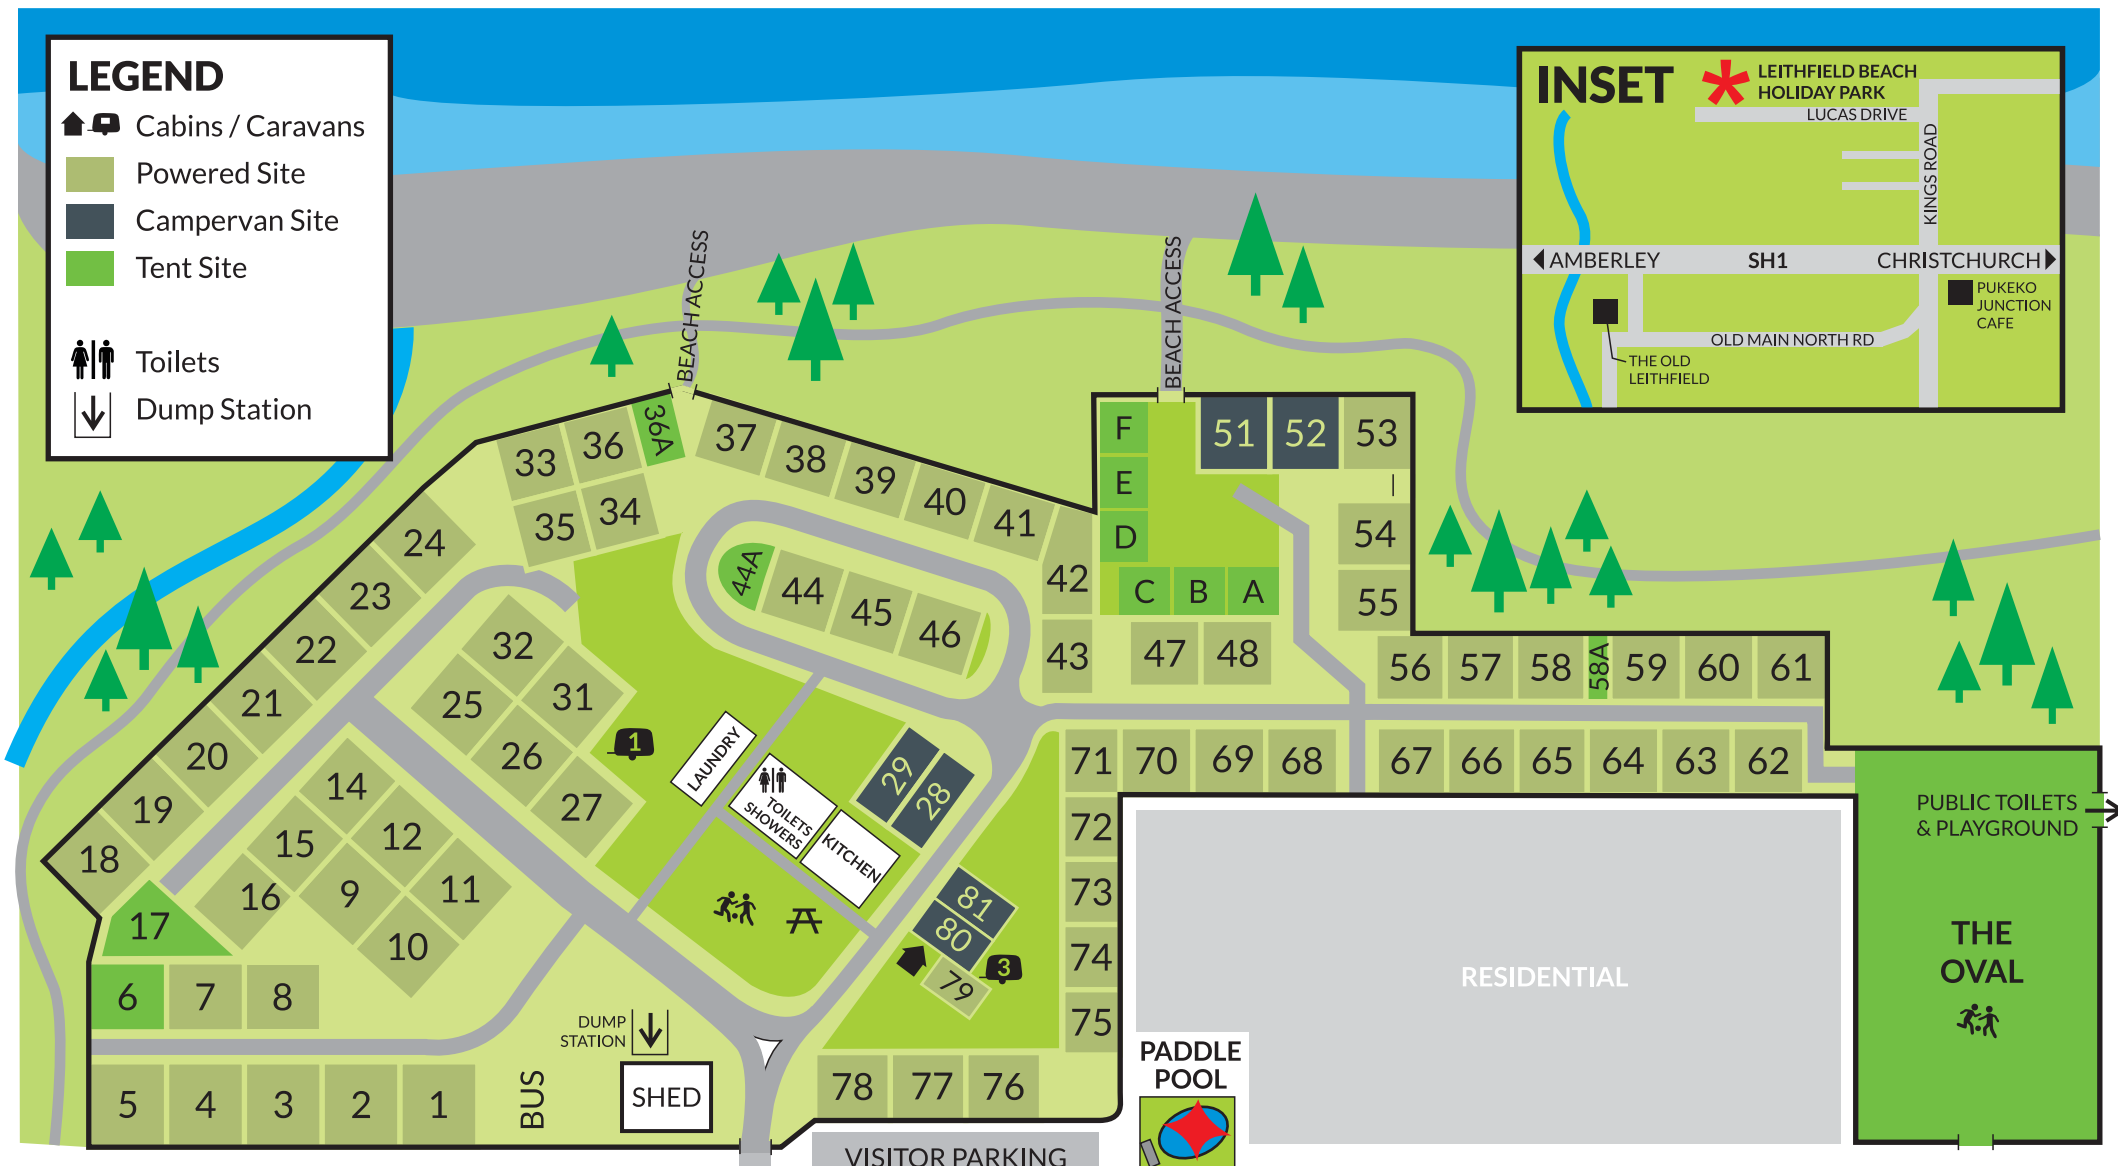 LEGEND
Cabins / Caravans
Powered Site
Campervan Site
Tent Site
Toilets
Dump Station
INSET
LEITHFIELD BEACH
HOLIDAY PARK
LUCAS DRIVE
KINGS ROAD
AMBERLEY
SH1
CHRISTCHURCH
PUKEKO
JUNCTION
CAFE
OLD MAIN NORTH RD
THE OLD
LEITHFIELD
BEACH ACCESS
BEACH ACCESS
33
36
36A
35
34
37
38
39
40
41
42
43
44A
44
45
46
F
E
D
C
B
A
51
52
53
54
55
47
48
56
57
58
58A
59
60
61
24
23
22
21
20
19
18
32
31
25
26
27
14
15
16
12
9
11
10
17
6
7
8
5
4
3
2
1
1
LAUNDRY
TOILETS
SHOWERS
KITCHEN
29
28
81
80
79
3
71
70
69
68
67
66
65
64
63
62
72
73
74
75
78
77
76
BUS
DUMP
STATION
SHED
VISITOR PARKING
PADDLE
POOL
RESIDENTIAL
PUBLIC TOILETS
& PLAYGROUND
THE
OVAL